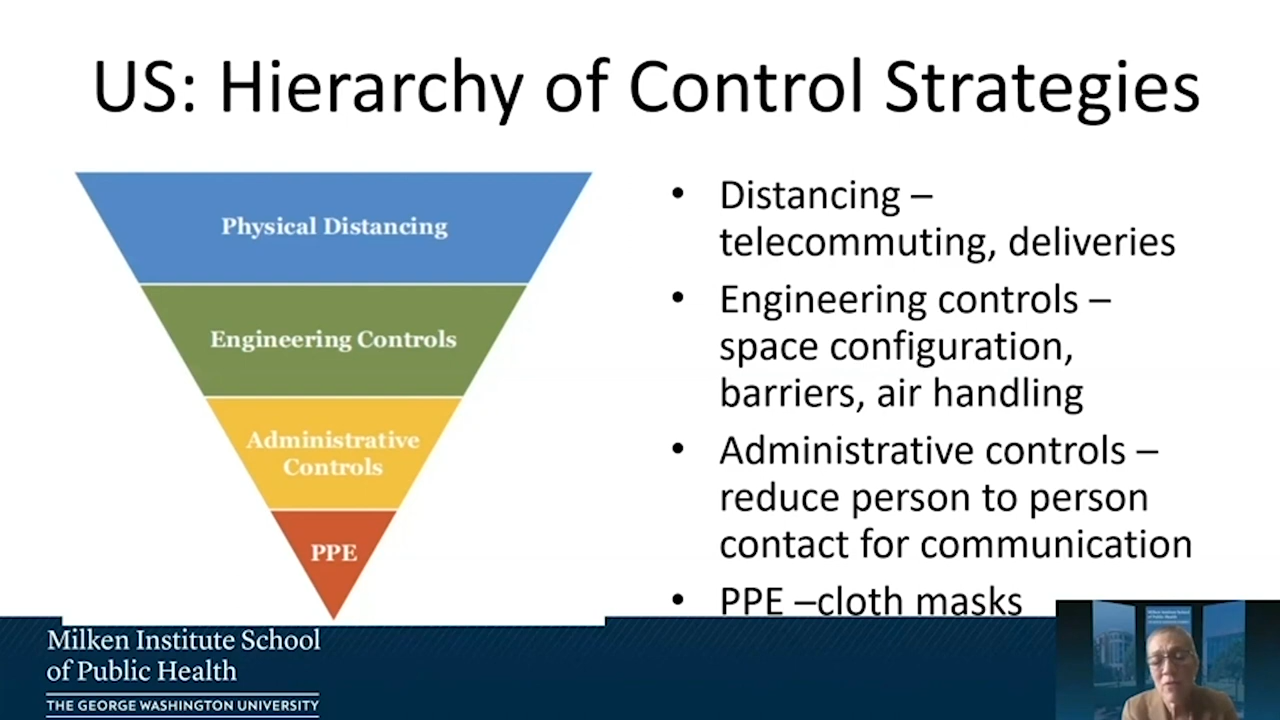 US: Hierarchy of Control Strategies
Physical Distancing
Engineering Controls
Administrative
Controls
PPE
• Distancing –
telecommuting, deliveries
• Engineering controls –
space configuration,
barriers, air handling
• Administrative controls –
reduce person to person
contact for communication
• PPE –cloth masks
Milken Institute School
of Public Health
THE GEORGE WASHINGTON UNIVERSITY